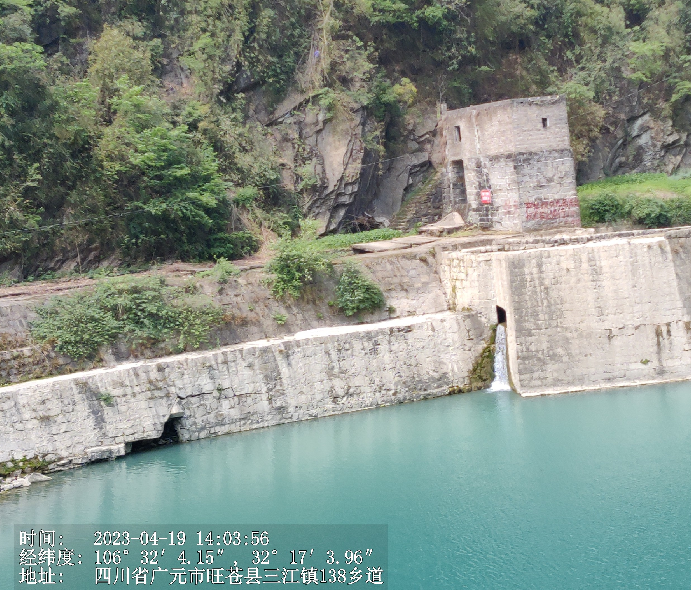 时间: 2023-04-19 14:03:56
经纬度: 106° 32′ 4.15″, 32° 17′ 3.96″
地址: 四川省广元市旺苍县三江镇138乡道